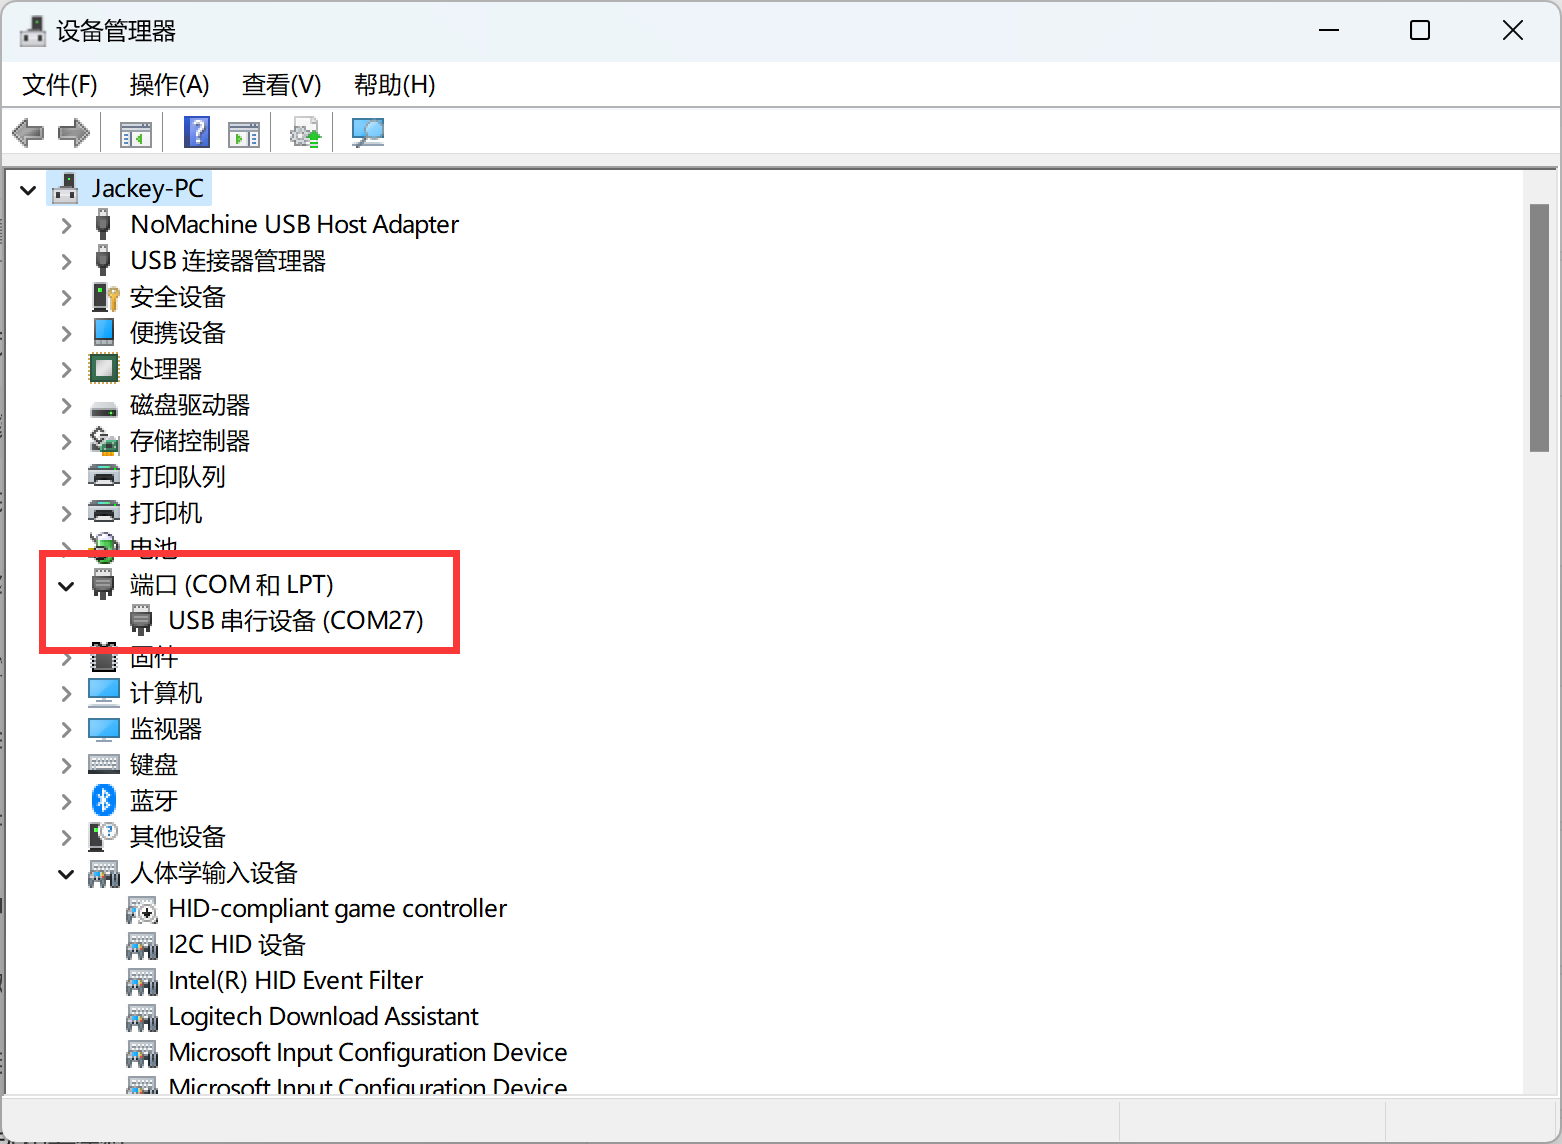 设备管理器
文件(F) 操作(A) 查看(V) 帮助(H)
Jackey-PC
NoMachine USB Host Adapter
USB 连接器管理器
安全设备
便携设备
处理器
磁盘驱动器
存储控制器
打印队列
打印机
电池
端口 (COM 和 LPT)
USB 串行设备 (COM27)
固件
计算机
监视器
键盘
蓝牙
其他设备
人体学输入设备
HID-compliant game controller
I2C HID 设备
Intel(R) HID Event Filter
Logitech Download Assistant
Microsoft Input Configuration Device
Microsoft Input Configuration Device